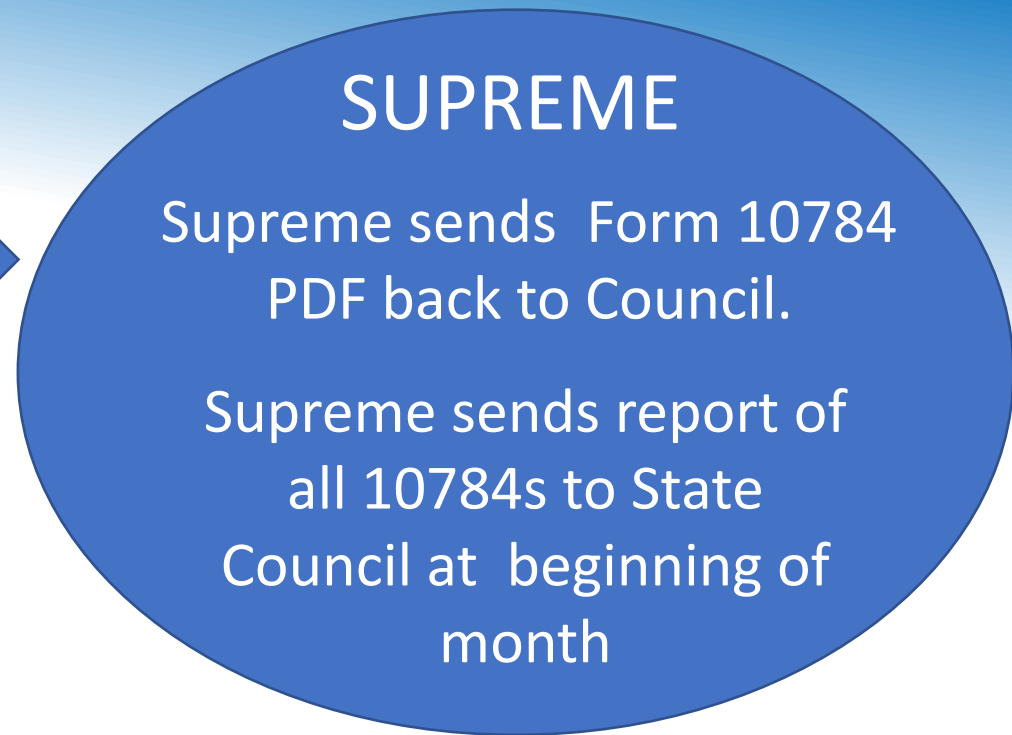 SUPREME
Supreme sends  Form 10784
PDF back to Council.
Supreme sends report of
all 10784s to State
Council at  beginning of
month